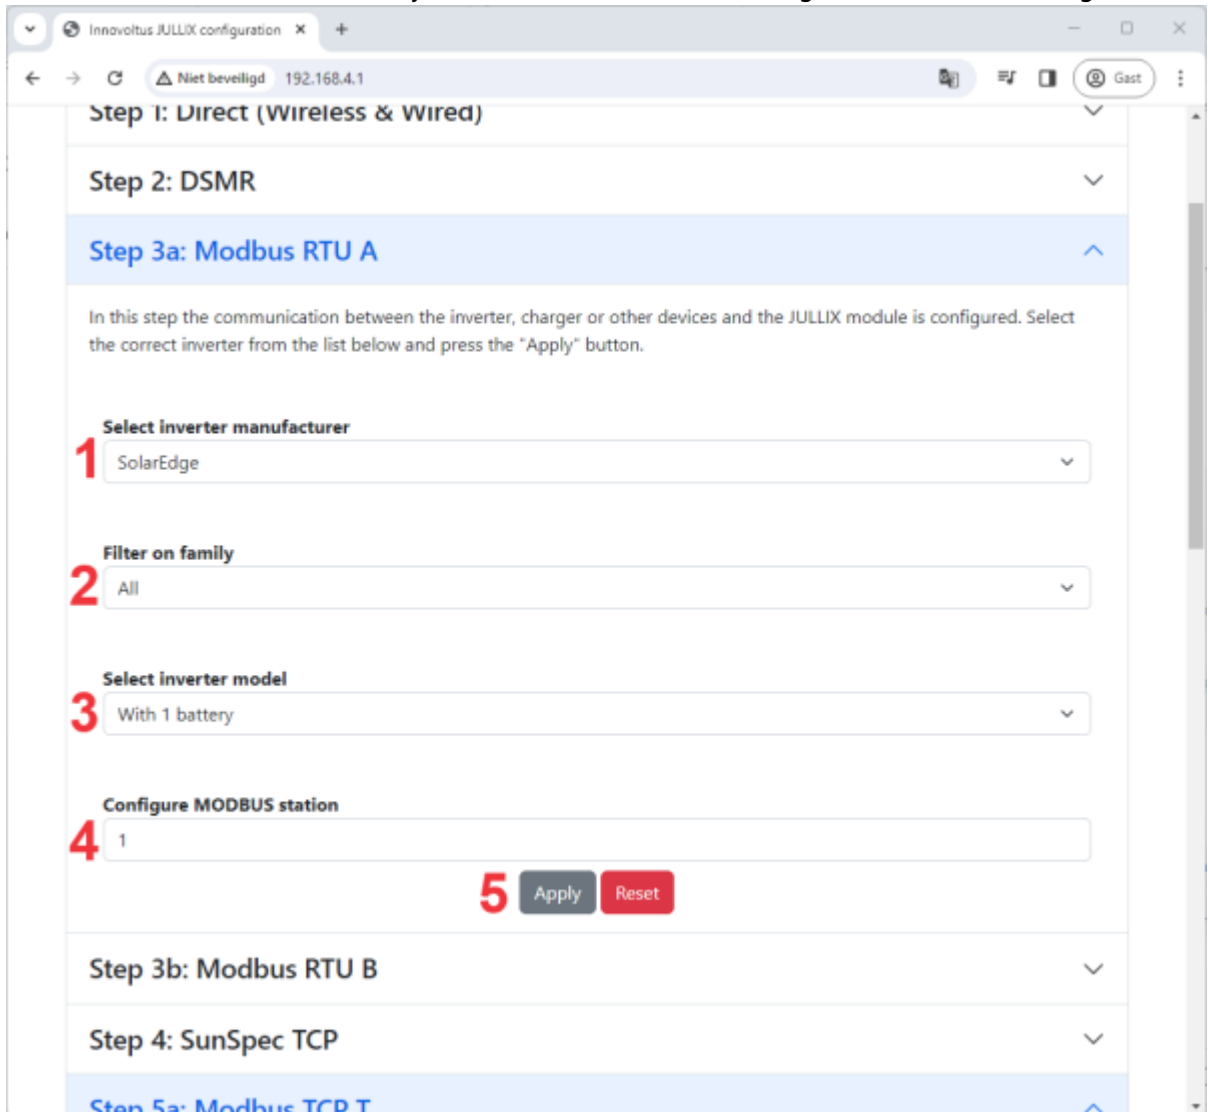 Innovoltus JULLIX configuration
Niet beveiligd 192.168.4.1
Gast
Step 1: Direct (Wireless & Wired)
Step 2: DSMR
Step 3a: Modbus RTU A
In this step the communication between the inverter, charger or other devices and the JULLIX module is configured. Select
the correct inverter from the list below and press the "Apply" button.
Select inverter manufacturer
1 SolarEdge
Filter on family
2 All
Select inverter model
3 With 1 battery
Configure MODBUS station
4 1
5 Apply Reset
Step 3b: Modbus RTU B
Step 4: SunSpec TCP
Step 5a: Modbus TCP T